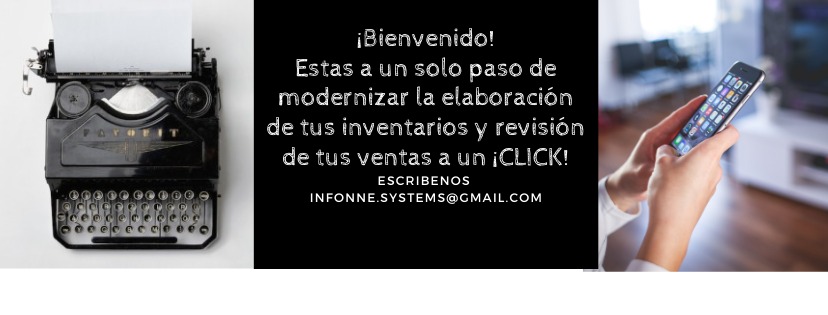 FAVORIT
¡Bienvenido!
Estas a un solo paso de
modernizar la elaboración
de tus inventarios y revisión
de tus ventas a un ¡CLICK!
ESCRIBENOS
INFONNE.SYSTEMS@GMAIL.COM